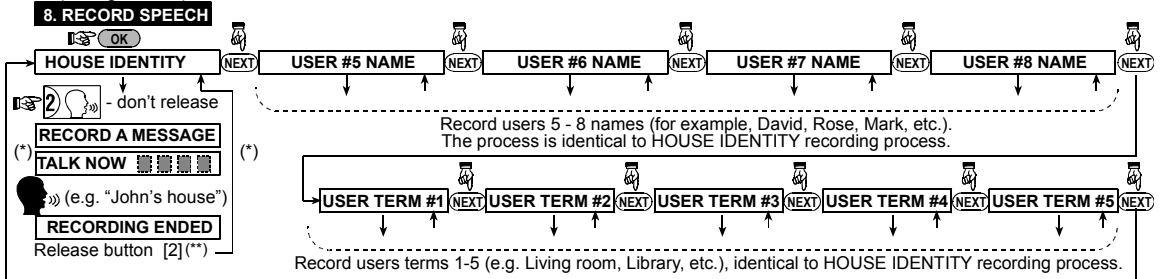 8. RECORD SPEECH
OK
HOUSE IDENTITY NEXT USER #5 NAME NEXT USER #6 NAME NEXT USER #7 NAME NEXT USER #8 NAME NEXT
2 - don't release
RECORD A MESSAGE
(*) TALK NOW (*)
(e.g. “John’s house”)
RECORDING ENDED
Release button [2] (**)
Record users 5 - 8 names (for example, David, Rose, Mark, etc.).
The process is identical to HOUSE IDENTITY recording process.
USER TERM #1 NEXT USER TERM #2 NEXT USER TERM #3 NEXT USER TERM #4 NEXT USER TERM #5 NEXT
Record users terms 1-5 (e.g. Living room, Library, etc.), identical to HOUSE IDENTITY recording process.